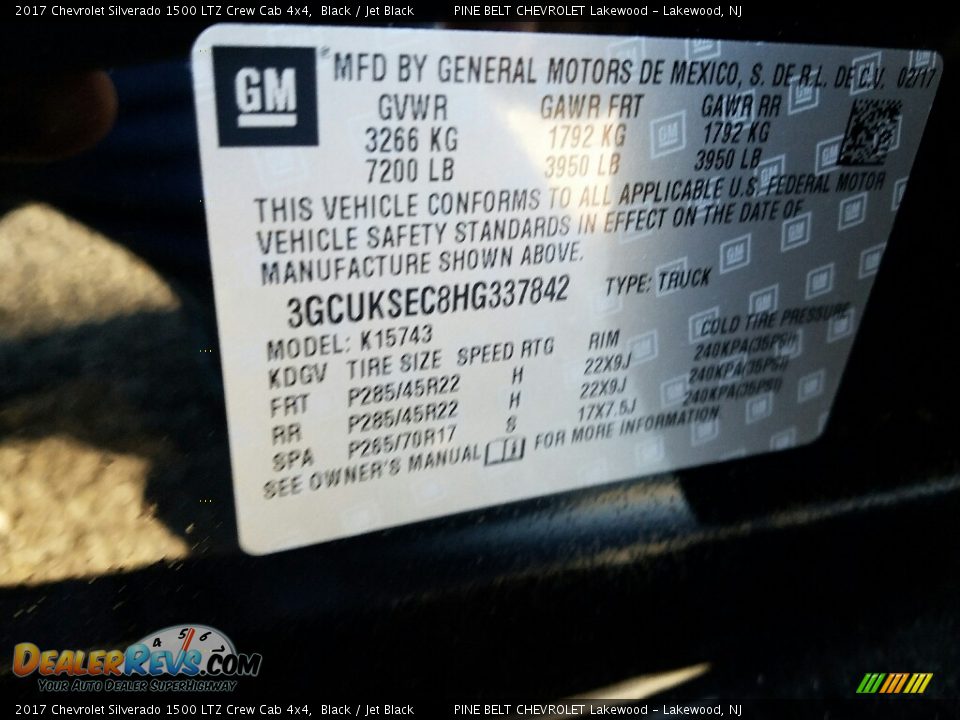 2017 Chevrolet Silverado 1500 LTZ Crew Cab 4x4, Black / Jet Black PINE BELT CHEVROLET Lakewood - Lakewood, NJ
GM
MFD BY GENERAL MOTORS DE MEXICO, S. DE R.L. DE C.V. 02/17
GVWR GAWR FRT GAWR RR
3266 KG 1792 KG 1792 KG
7200 LB 3950 LB 3950 LB
THIS VEHICLE CONFORMS TO ALL APPLICABLE U.S. FEDERAL MOTOR
VEHICLE SAFETY STANDARDS IN EFFECT ON THE DATE OF
MANUFACTURE SHOWN ABOVE.
3GCUKSEC8HG337842 TYPE: TRUCK
MODEL: K15743
KDGV TIRE SIZE SPEED RTG RIM COLD TIRE PRESSURE
FRT P285/45R22 H 22X9J 240KPA(35PSI)
RR P285/45R22 H 22X9J 240KPA(35PSI)
SPA P265/70R17 S 17X7.5J 240KPA(35PSI)
SEE OWNER'S MANUAL FOR MORE INFORMATION
4 5 6
DEALERREVS.COM
YOUR AUTO DEALER SUPERHIGHWAY
2017 Chevrolet Silverado 1500 LTZ Crew Cab 4x4, Black / Jet Black PINE BELT CHEVROLET Lakewood - Lakewood, NJ